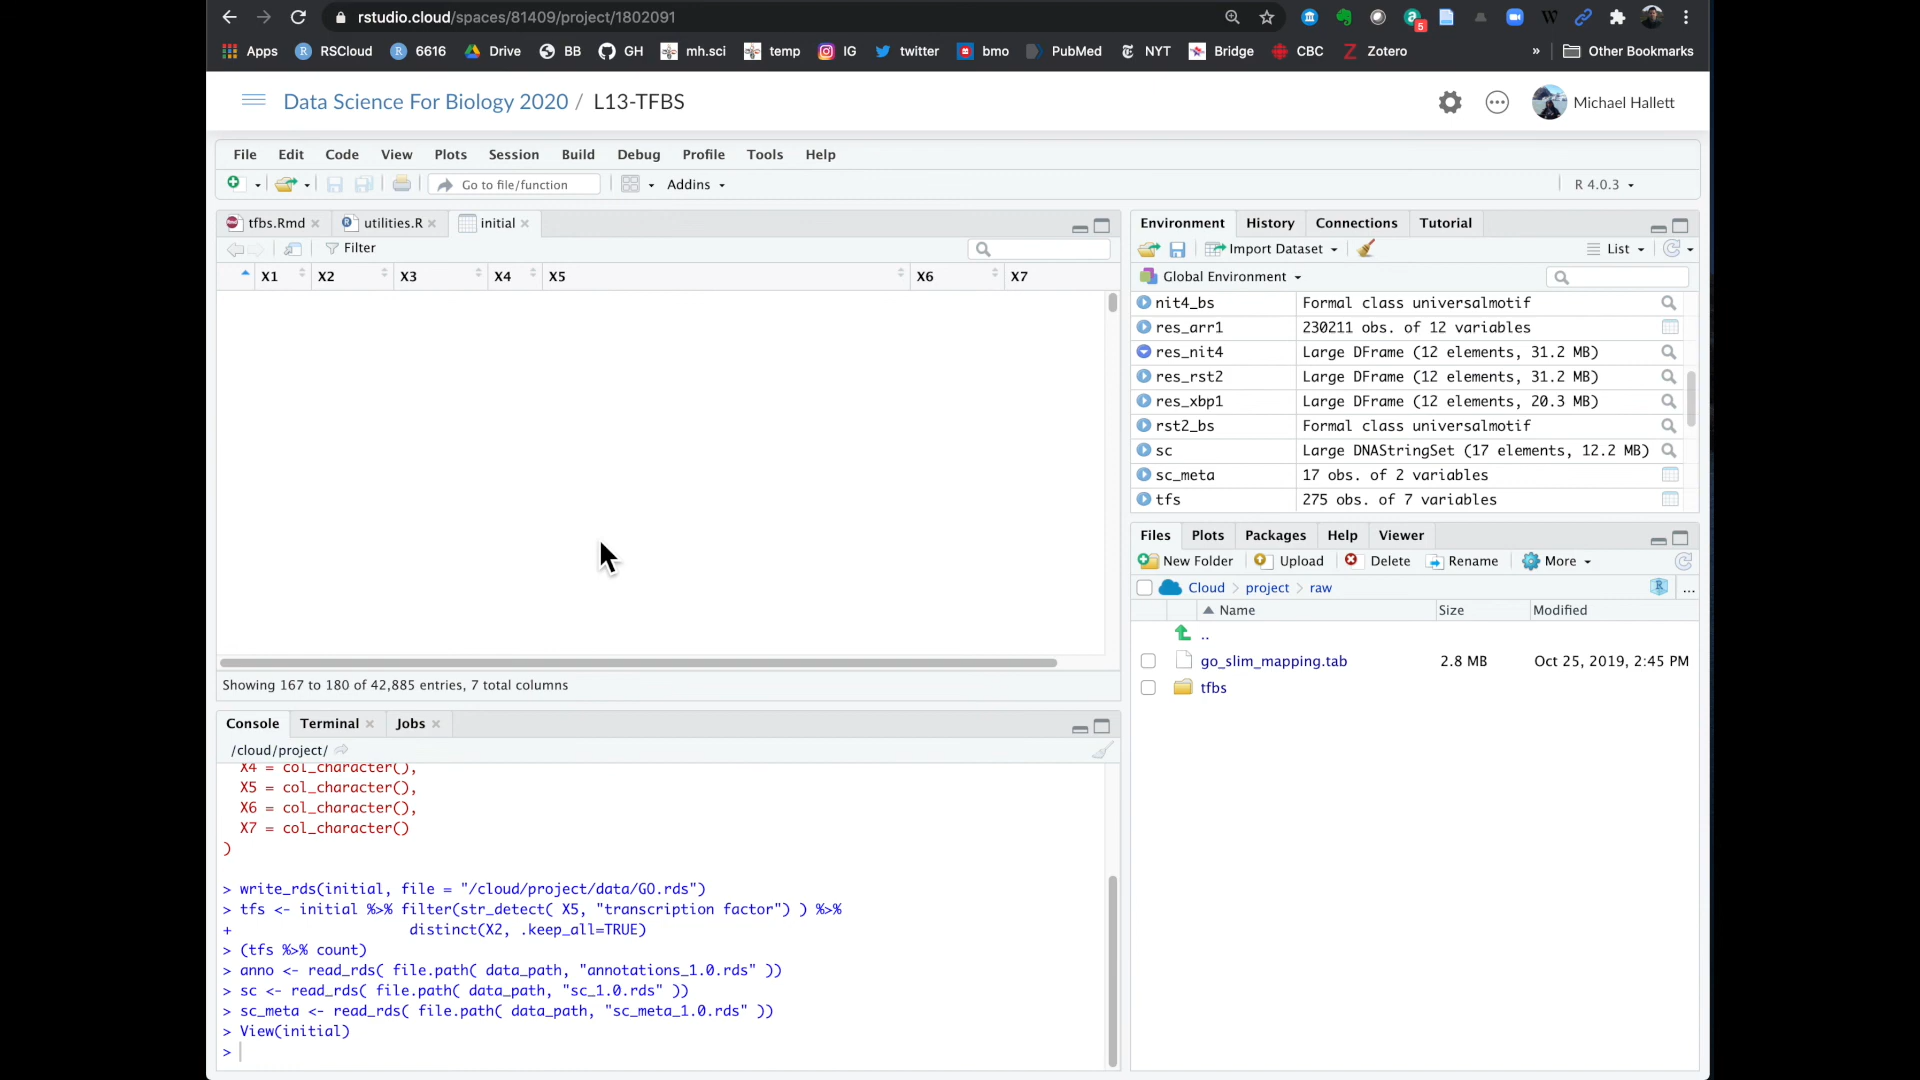 rstudio.cloud/spaces/81409/project/1802091
5
Apps RSCloud 6616 Drive BB GH mh.sci temp IG twitter bmo PubMed NYT Bridge CBC Zotero » Other Bookmarks
Data Science For Biology 2020 / L13-TFBS
Michael Hallett
File Edit Code View Plots Session Build Debug Profile Tools Help
Go to file/function Addins R 4.0.3
tfbs.Rmd utilities.R initial
Filter
X1 X2 X3 X4 X5 X6 X7
Showing 167 to 180 of 42,885 entries, 7 total columns
Console Terminal Jobs
/cloud/project/
X4 = col_character(),
X5 = col_character(),
X6 = col_character(),
X7 = col_character()
)
> write_rds(initial, file = "/cloud/project/data/GO.rds")
> tfs <- initial %>% filter(str_detect( X5, "transcription factor") ) %>%
+ distinct(X2, .keep_all=TRUE)
> (tfs %>% count)
> anno <- read_rds( file.path( data_path, "annotations_1.0.rds" ))
> sc <- read_rds( file.path( data_path, "sc_1.0.rds" ))
> sc_meta <- read_rds( file.path( data_path, "sc_meta_1.0.rds" ))
> View(initial)
>
Environment History Connections Tutorial
Import Dataset List
Global Environment
nit4_bs Formal class universalmotif
res_arr1 230211 obs. of 12 variables
res_nit4 Large DFrame (12 elements, 31.2 MB)
res_rst2 Large DFrame (12 elements, 31.2 MB)
res_xbp1 Large DFrame (12 elements, 20.3 MB)
rst2_bs Formal class universalmotif
sc Large DNAStringSet (17 elements, 12.2 MB)
sc_meta 17 obs. of 2 variables
tfs 275 obs. of 7 variables
Files Plots Packages Help Viewer
New Folder Upload Delete Rename More
Cloud > project > raw ...
Name Size Modified
..
go_slim_mapping.tab 2.8 MB Oct 25, 2019, 2:45 PM
tfbs